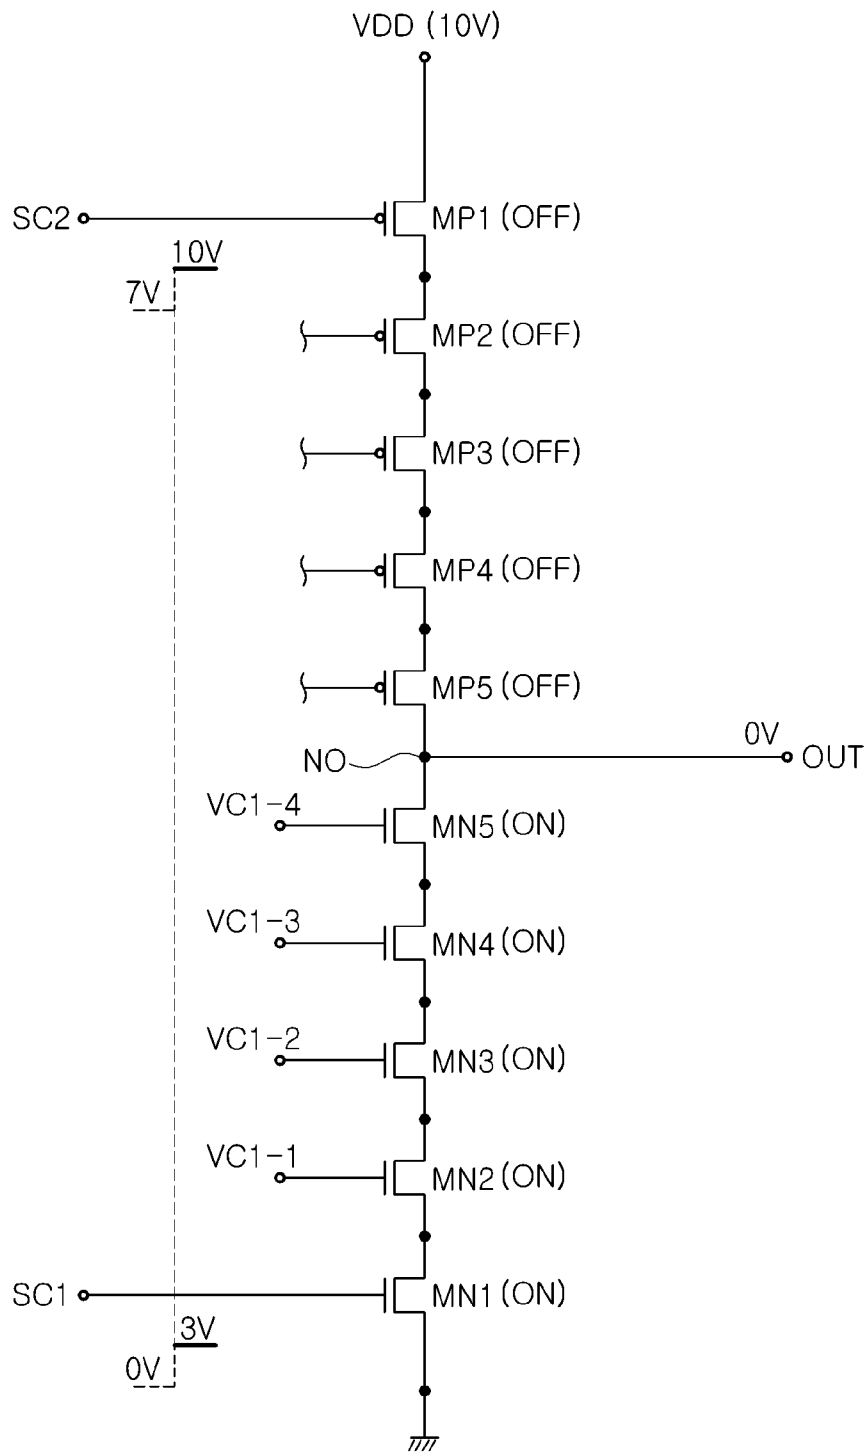 VDD (10V)
SC2
MP1 (OFF)
10V
7V
MP2 (OFF)
MP3 (OFF)
MP4 (OFF)
MP5 (OFF)
0V
NO
OUT
VC1-4
MN5 (ON)
VC1-3
MN4 (ON)
VC1-2
MN3 (ON)
VC1-1
MN2 (ON)
SC1
MN1 (ON)
3V
0V